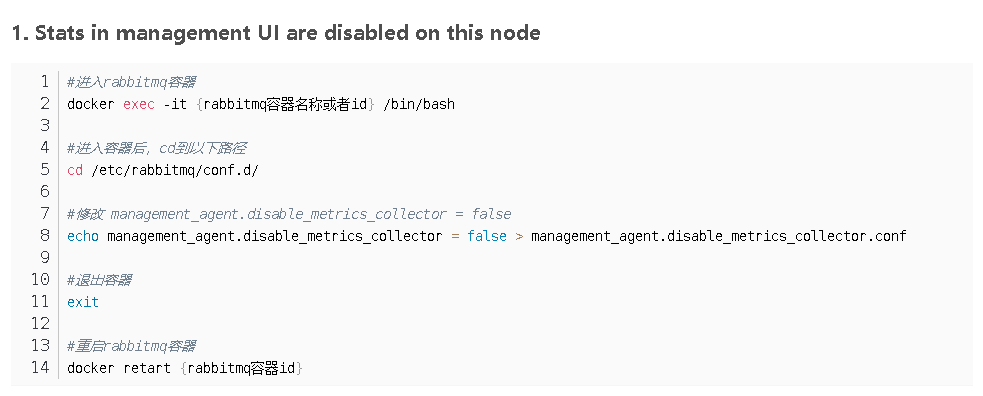 1. Stats in management UI are disabled on this node
1 #进入rabbitmq容器
2 docker exec -it {rabbitmq容器名称或者id} /bin/bash
3
4 #进入容器后，cd到以下路径
5 cd /etc/rabbitmq/conf.d/
6
7 #修改 management_agent.disable_metrics_collector = false
8 echo management_agent.disable_metrics_collector = false > management_agent.disable_metrics_collector.conf
9
10 #退出容器
11 exit
12
13 #重启rabbitmq容器
14 docker retart {rabbitmq容器id}